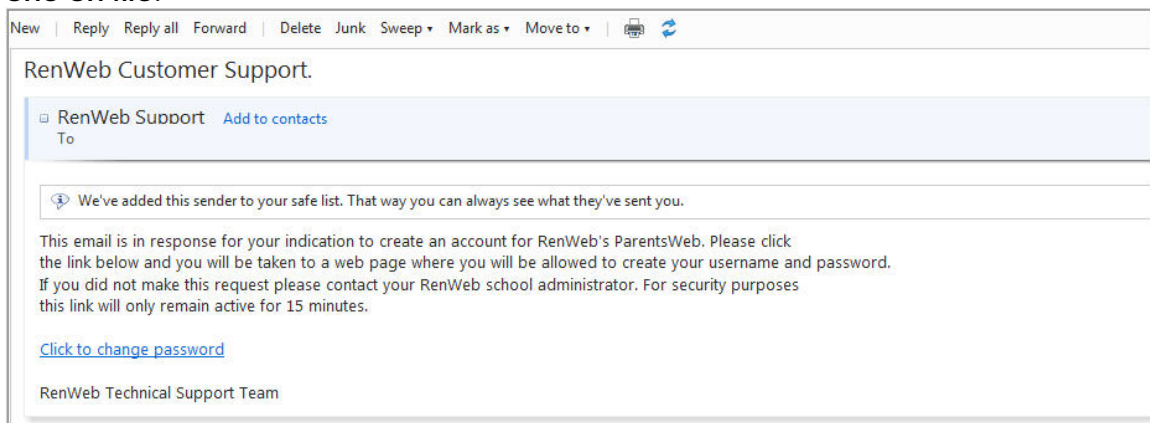 New | Reply Reply all Forward | Delete Junk Sweep Mark as Move to |
RenWeb Customer Support.
RenWeb Support Add to contacts
To
We've added this sender to your safe list. That way you can always see what they've sent you.
This email is in response for your indication to create an account for RenWeb's ParentsWeb. Please click
the link below and you will be taken to a web page where you will be allowed to create your username and password.
If you did not make this request please contact your RenWeb school administrator. For security purposes
this link will only remain active for 15 minutes.
Click to change password
RenWeb Technical Support Team